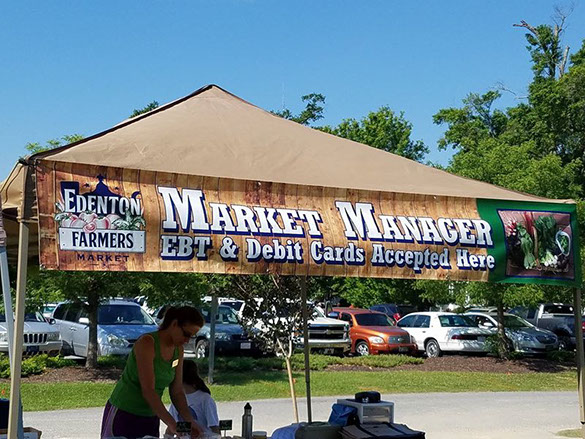 EDENTON
FARMERS
MARKET
MARKET MANAGER
EBT & Debit Cards Accepted Here